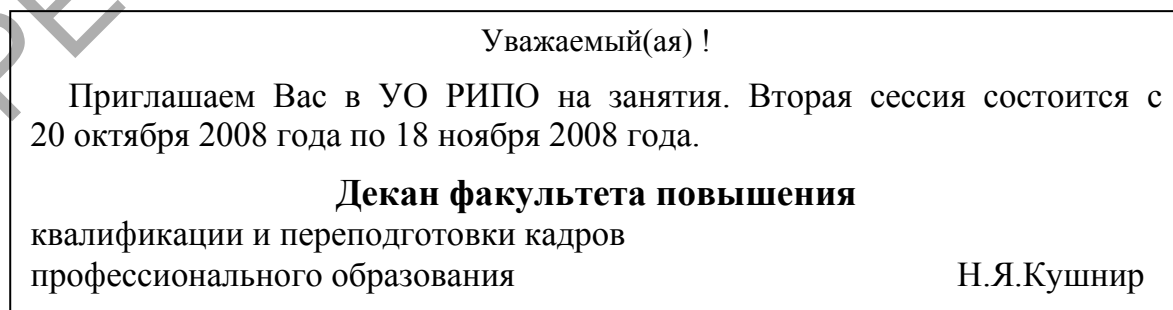 Уважаемый(ая) !
Приглашаем Вас в УО РИПО на занятия. Вторая сессия состоится с
20 октября 2008 года по 18 ноября 2008 года.
Декан факультета повышения
квалификации и переподготовки кадров
профессионального образования Н.Я.Кушнир